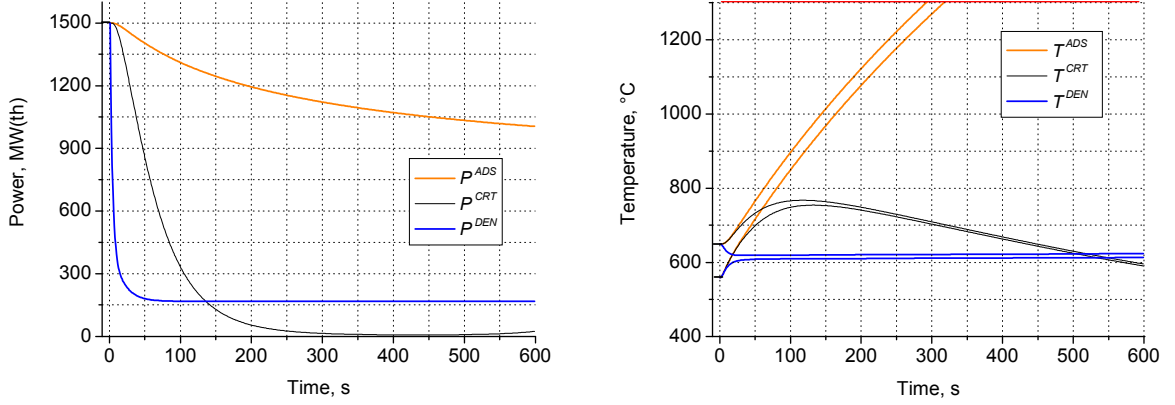 Power, MW(th)
1500
1200
900
600
300
0
P^ADS
P^CRT
P^DEN
0 100 200 300 400 500 600
Time, s
Temperature, °C
1200
1000
800
600
400
T^ADS
T^CRT
T^DEN
0 100 200 300 400 500 600
Time, s